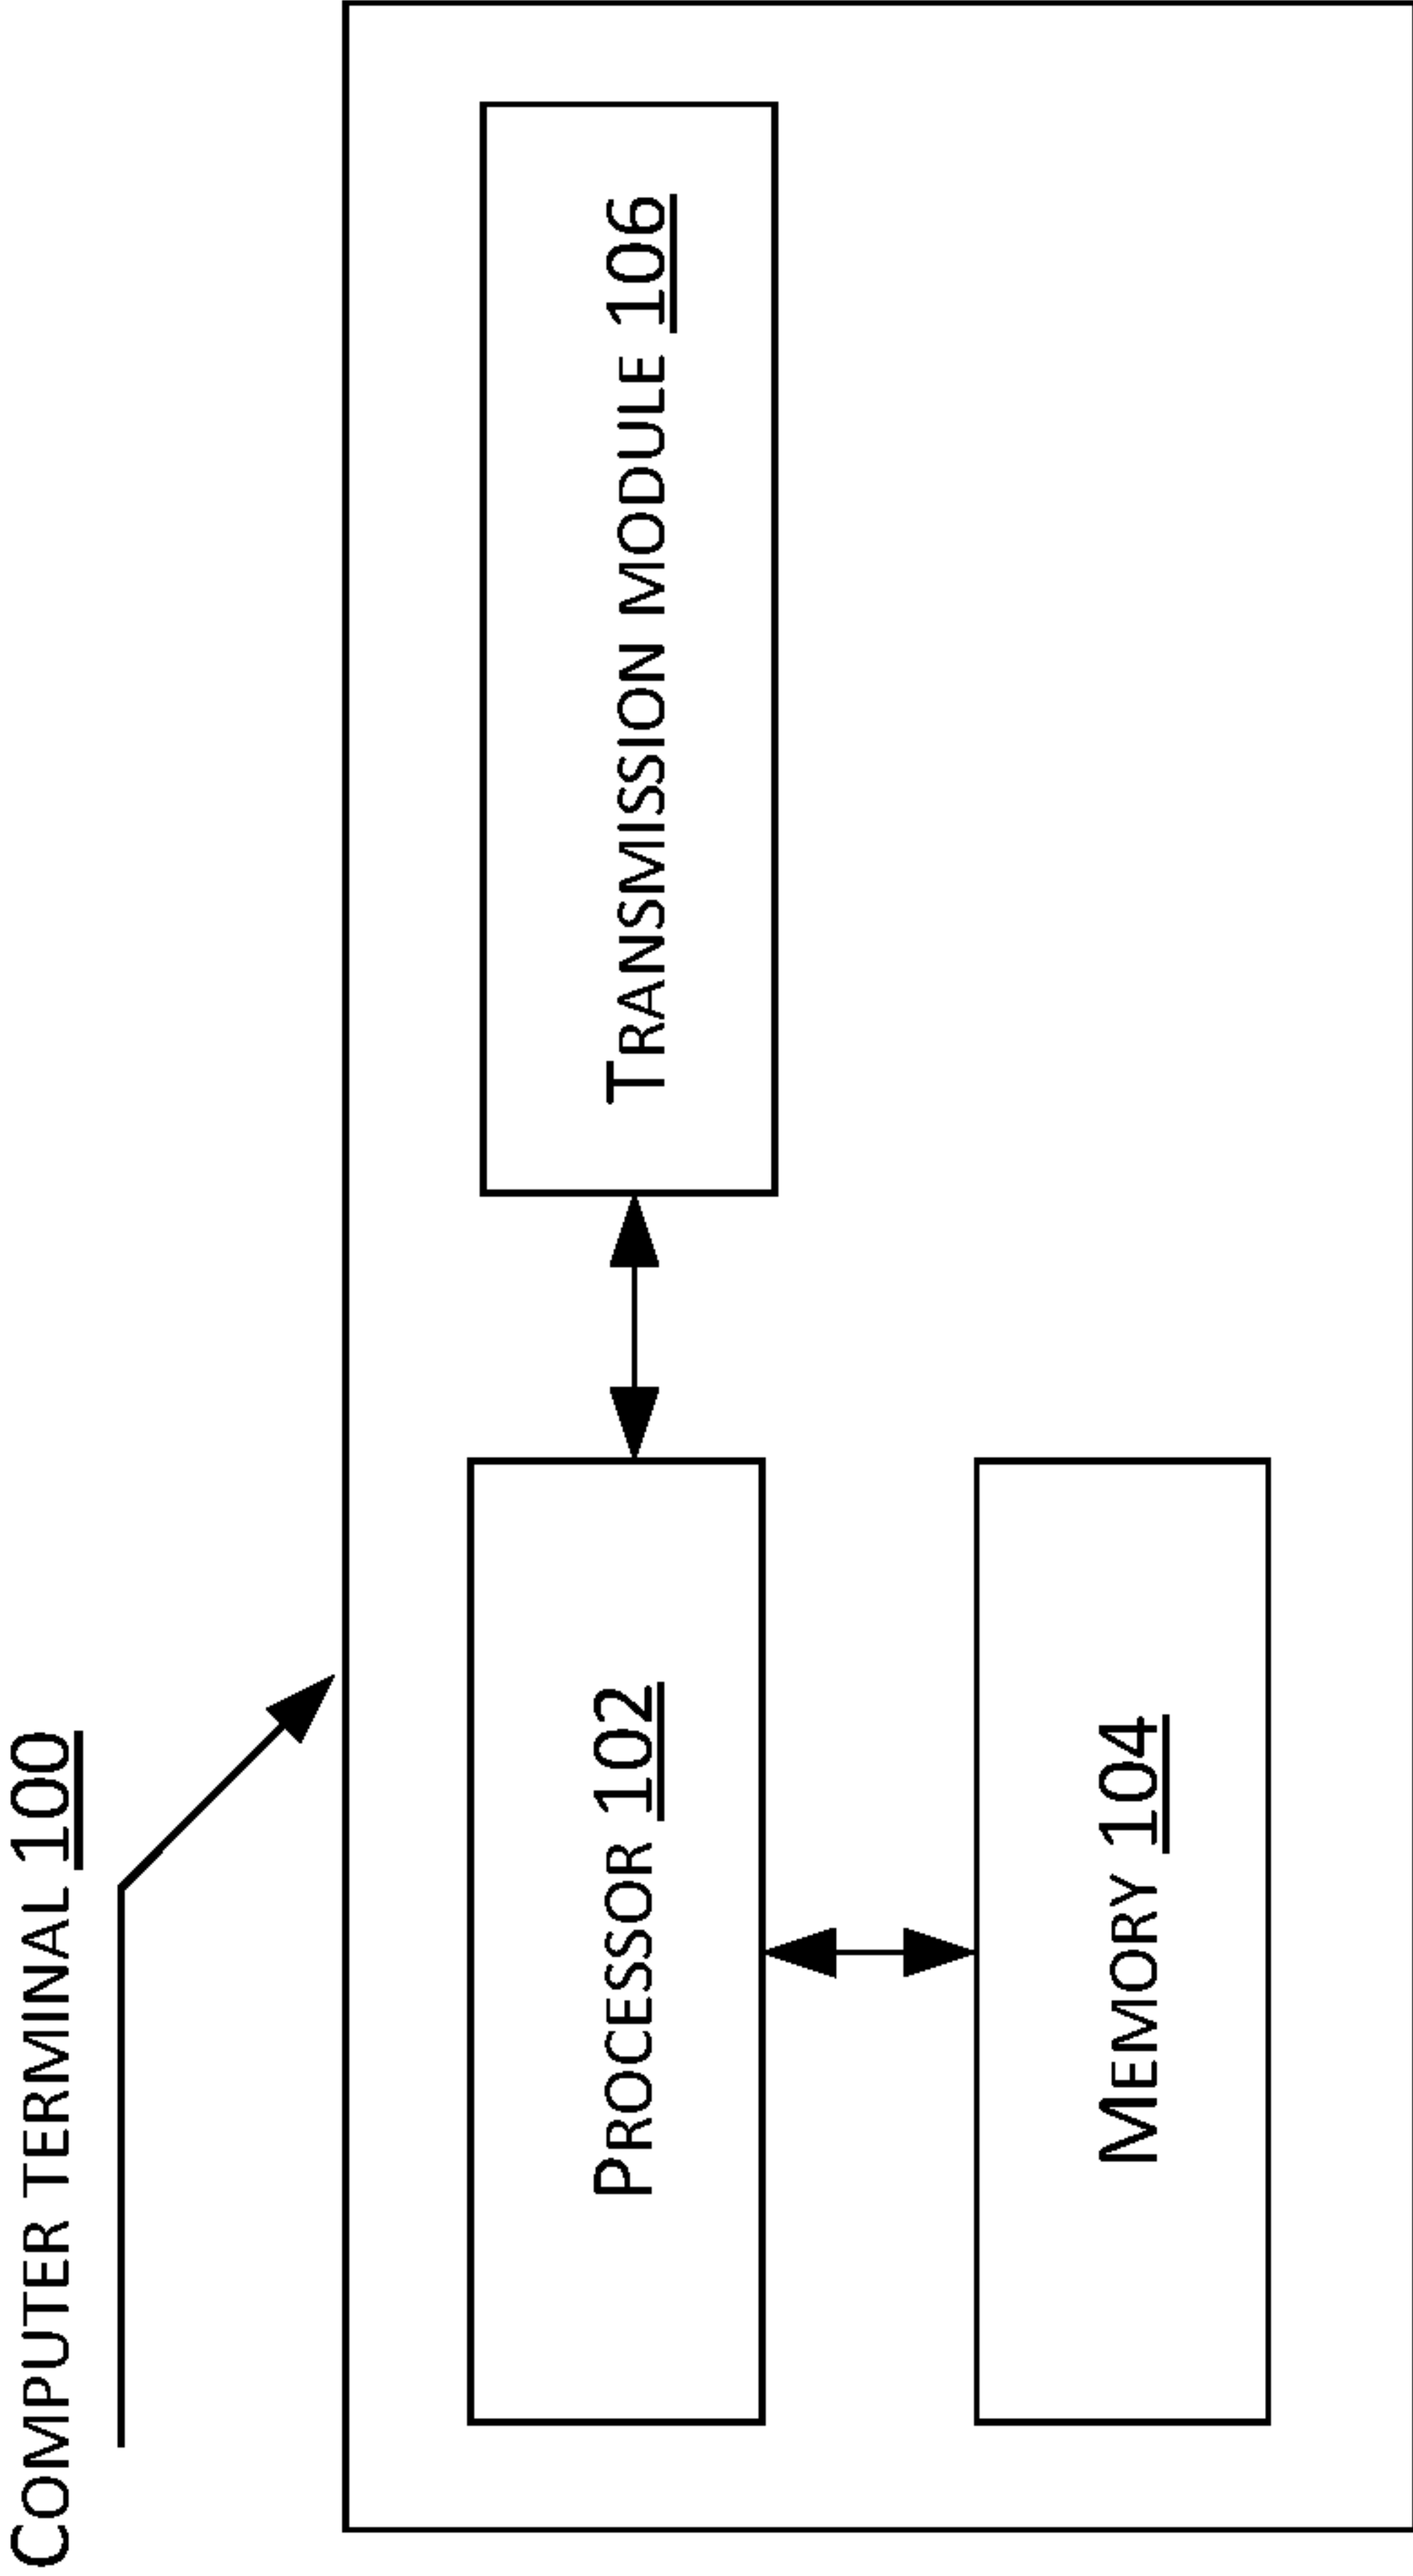 COMPUTER TERMINAL 100
PROCESSOR 102
TRANSMISSION MODULE 106
MEMORY 104